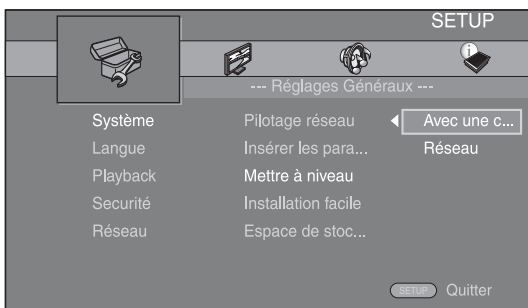 SETUP
--- Réglages Généraux ---
Système
Langue
Playback
Securité
Réseau
Pilotage réseau
Insérer les para...
Mettre à niveau
Installation facile
Espace de stoc...
Avec une c...
Réseau
SETUP Quitter